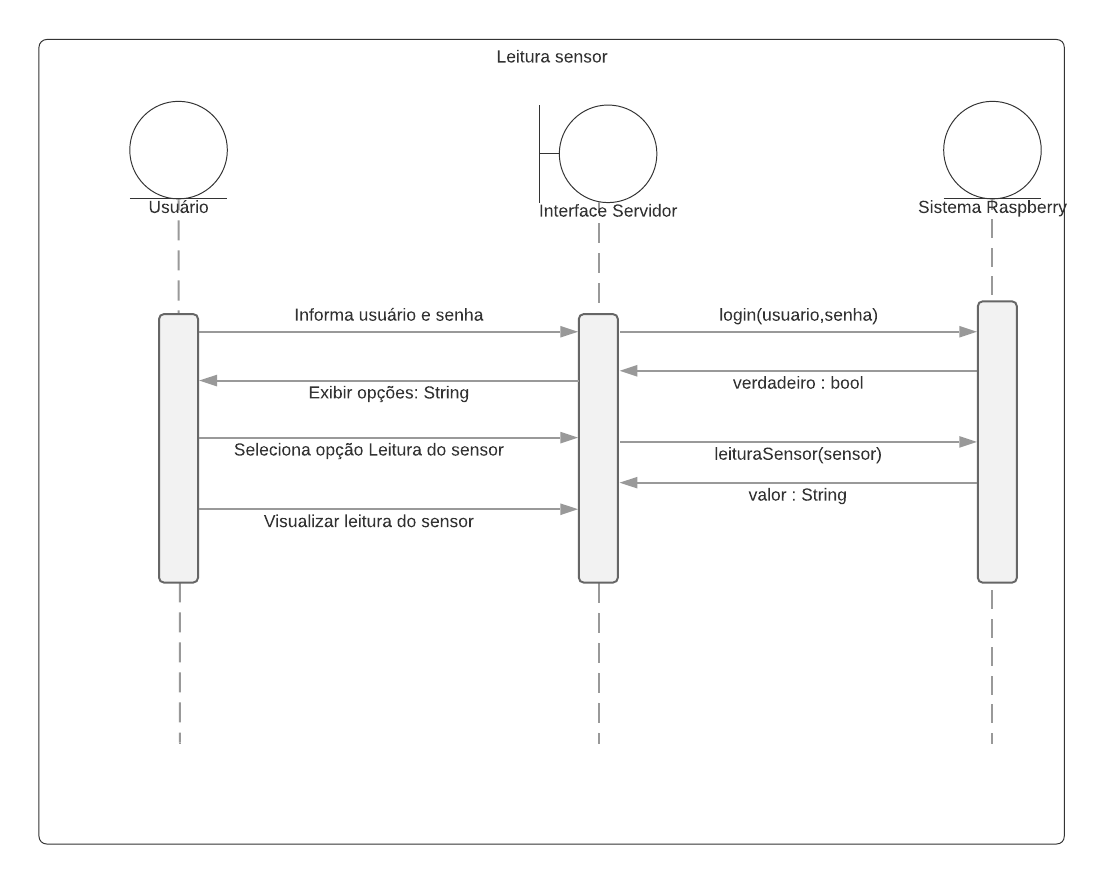 Leitura sensor
Usuário
Interface Servidor
Sistema Raspberry
Informa usuário e senha
login(usuario,senha)
verdadeiro : bool
Exibir opções: String
Seleciona opção Leitura do sensor
leituraSensor(sensor)
valor : String
Visualizar leitura do sensor